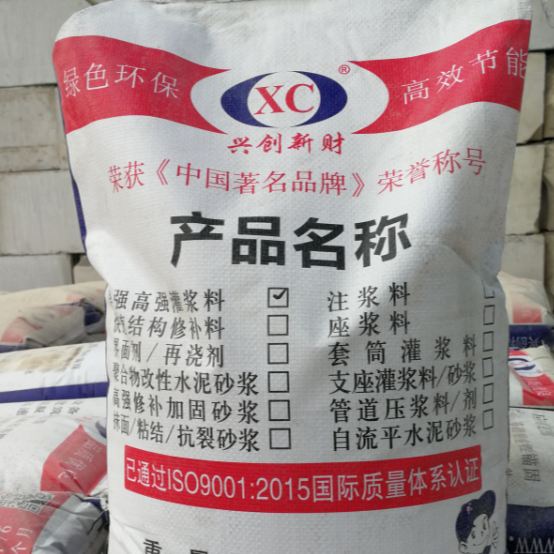 绿色环保
XC®
高效节能
兴创新财
荣获《中国著名品牌》荣誉称号
产品名称
强高强灌浆料
注浆料
结构修补料
座浆料
界面剂/再浇剂
套筒灌浆料
聚合物改性水泥砂浆
支座灌浆料/砂浆
高强修补加固砂浆
管道压浆料/剂
面/粘结/抗裂砂浆
自流平水泥砂浆
已通过ISO9001:2015国际质量体系认证